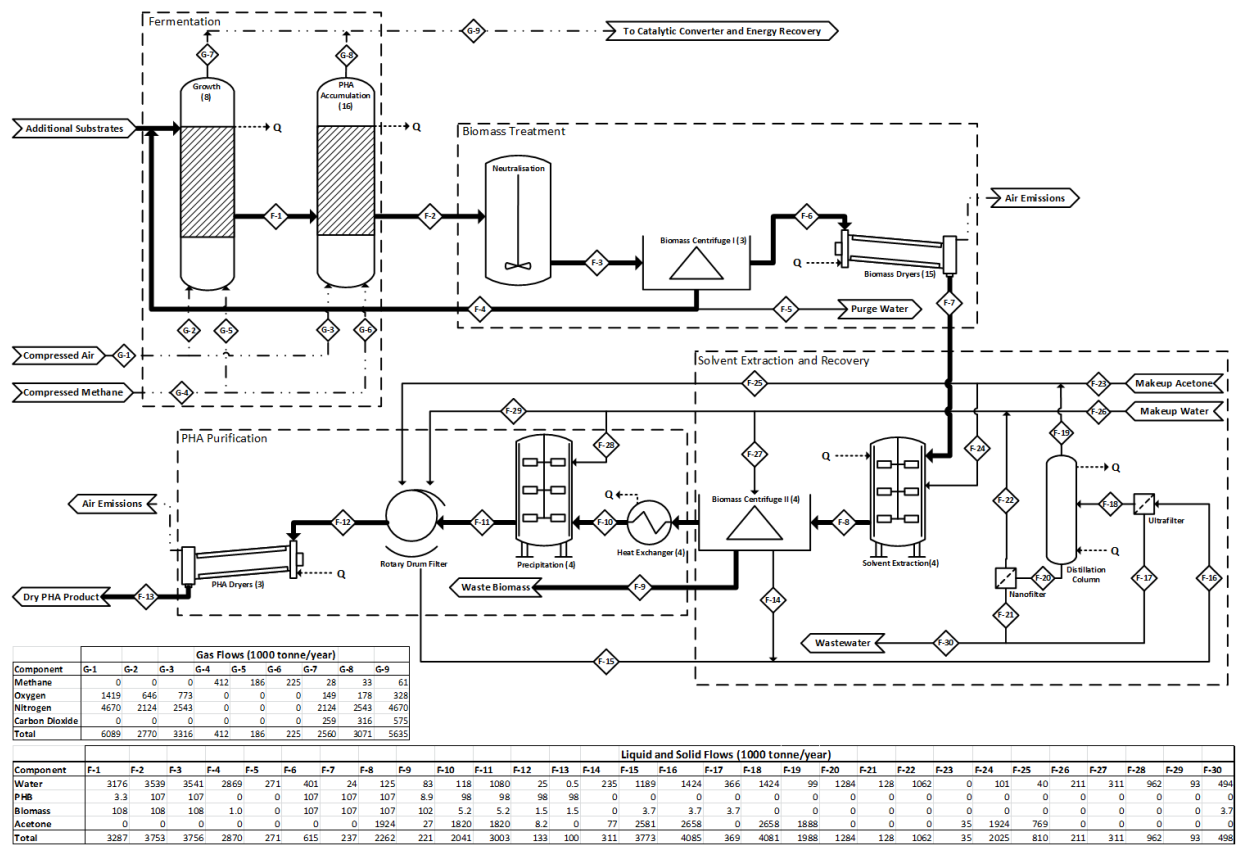 Fermentation
G-7
G-8
G-9
To Catalytic Converter and Energy Recovery
Growth
(8)
PHA
Accumulation
(16)
Additional Substrates
Q
Q
Biomass Treatment
Neutralisation
F-1
F-2
F-3
F-6
Biomass Centrifuge I (3)
Q
Biomass Dryers (15)
Air Emissions
F-4
F-5
Purge Water
F-7
G-2
G-5
G-3
G-6
Compressed Air
G-1
Compressed Methane
G-4
Solvent Extraction and Recovery
F-25
F-23
Makeup Acetone
F-29
F-26
Makeup Water
PHA Purification
F-28
F-27
Q
F-24
F-19
Q
Air Emissions
Q
Biomass Centrifuge II (4)
F-22
F-18
Ultrafilter
F-12
F-11
F-10
F-8
Heat Exchanger (4)
Rotary Drum Filter
Precipitation (4)
Solvent Extraction(4)
Q
Distillation
Column
PHA Dryers (3)
Q
Waste Biomass
F-9
F-20
F-17
F-16
Nanofilter
Dry PHA Product
F-13
F-14
F-21
Wastewater
F-30
F-15
Gas Flows (1000 tonne/year)
Component G-1 G-2 G-3 G-4 G-5 G-6 G-7 G-8 G-9
Methane 0 0 0 412 186 225 28 33 61
Oxygen 1419 646 773 0 0 0 149 178 328
Nitrogen 4670 2124 2543 0 0 0 2124 2543 4670
Carbon Dioxide 0 0 0 0 0 0 259 316 575
Total 6089 2770 3316 412 186 225 2560 3071 5635
Liquid and Solid Flows (1000 tonne/year)
Component F-1 F-2 F-3 F-4 F-5 F-6 F-7 F-8 F-9 F-10 F-11 F-12 F-13 F-14 F-15 F-16 F-17 F-18 F-19 F-20 F-21 F-22 F-23 F-24 F-25 F-26 F-27 F-28 F-29 F-30
Water 3176 3539 3541 2869 271 401 24 125 83 118 1080 25 0.5 235 1189 1424 366 1424 99 1284 128 1062 0 101 40 211 311 962 93 494
PHB 3.3 107 107 0 0 107 107 107 8.9 98 98 98 98 0 0 0 0 0 0 0 0 0 0 0 0 0 0 0 0 0
Biomass 108 108 108 1.0 0 107 107 107 102 5.2 5.2 1.5 1.5 0 3.7 3.7 3.7 0 0 0 0 0 0 0 0 0 0 0 0 3.7
Acetone 0 0 0 0 0 0 0 1924 27 1820 1820 8.2 0 77 2581 2658 0 2658 1888 0 0 0 35 1924 769 0 0 0 0 0
Total 3287 3753 3756 2870 271 615 237 2262 221 2041 3003 133 100 311 3773 4085 369 4081 1988 1284 128 1062 35 2025 810 211 311 962 93 498